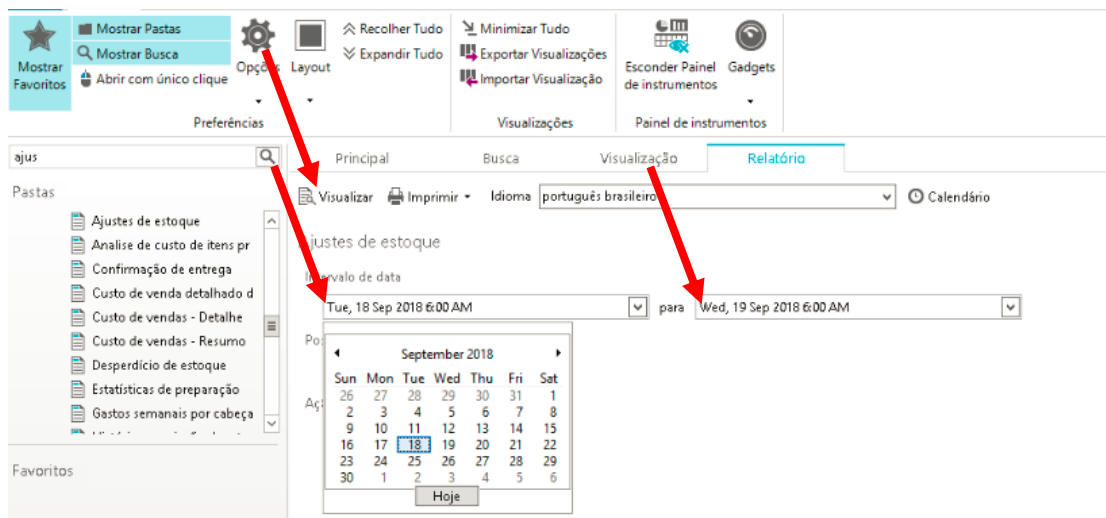 Mostrar Favoritos
Mostrar Pastas
Mostrar Busca
Abrir com único clique
Opções
Layout
Recolher Tudo
Expandir Tudo
Preferências
Minimizar Tudo
Exportar Visualizações
Importar Visualização
Visualizações
Esconder Painel
de instrumentos
Gadgets
Painel de instrumentos
ajus
Pastas
Ajustes de estoque
Analise de custo de itens pr
Confirmação de entrega
Custo de venda detalhado d
Custo de vendas - Detalhe
Custo de vendas - Resumo
Desperdício de estoque
Estatísticas de preparação
Gastos semanais por cabeça
Favoritos
Principal
Busca
Visualização
Relatório
Visualizar
Imprimir
Idioma
português brasileiro
Calendário
Ajustes de estoque
Intervalo de data
Tue, 18 Sep 2018 6:00 AM
para
Wed, 19 Sep 2018 6:00 AM
September 2018
Sun Mon Tue Wed Thu Fri Sat
26 27 28 29 30 31 1
2 3 4 5 6 7 8
9 10 11 12 13 14 15
16 17 18 19 20 21 22
23 24 25 26 27 28 29
30 1 2 3 4 5 6
Hoje